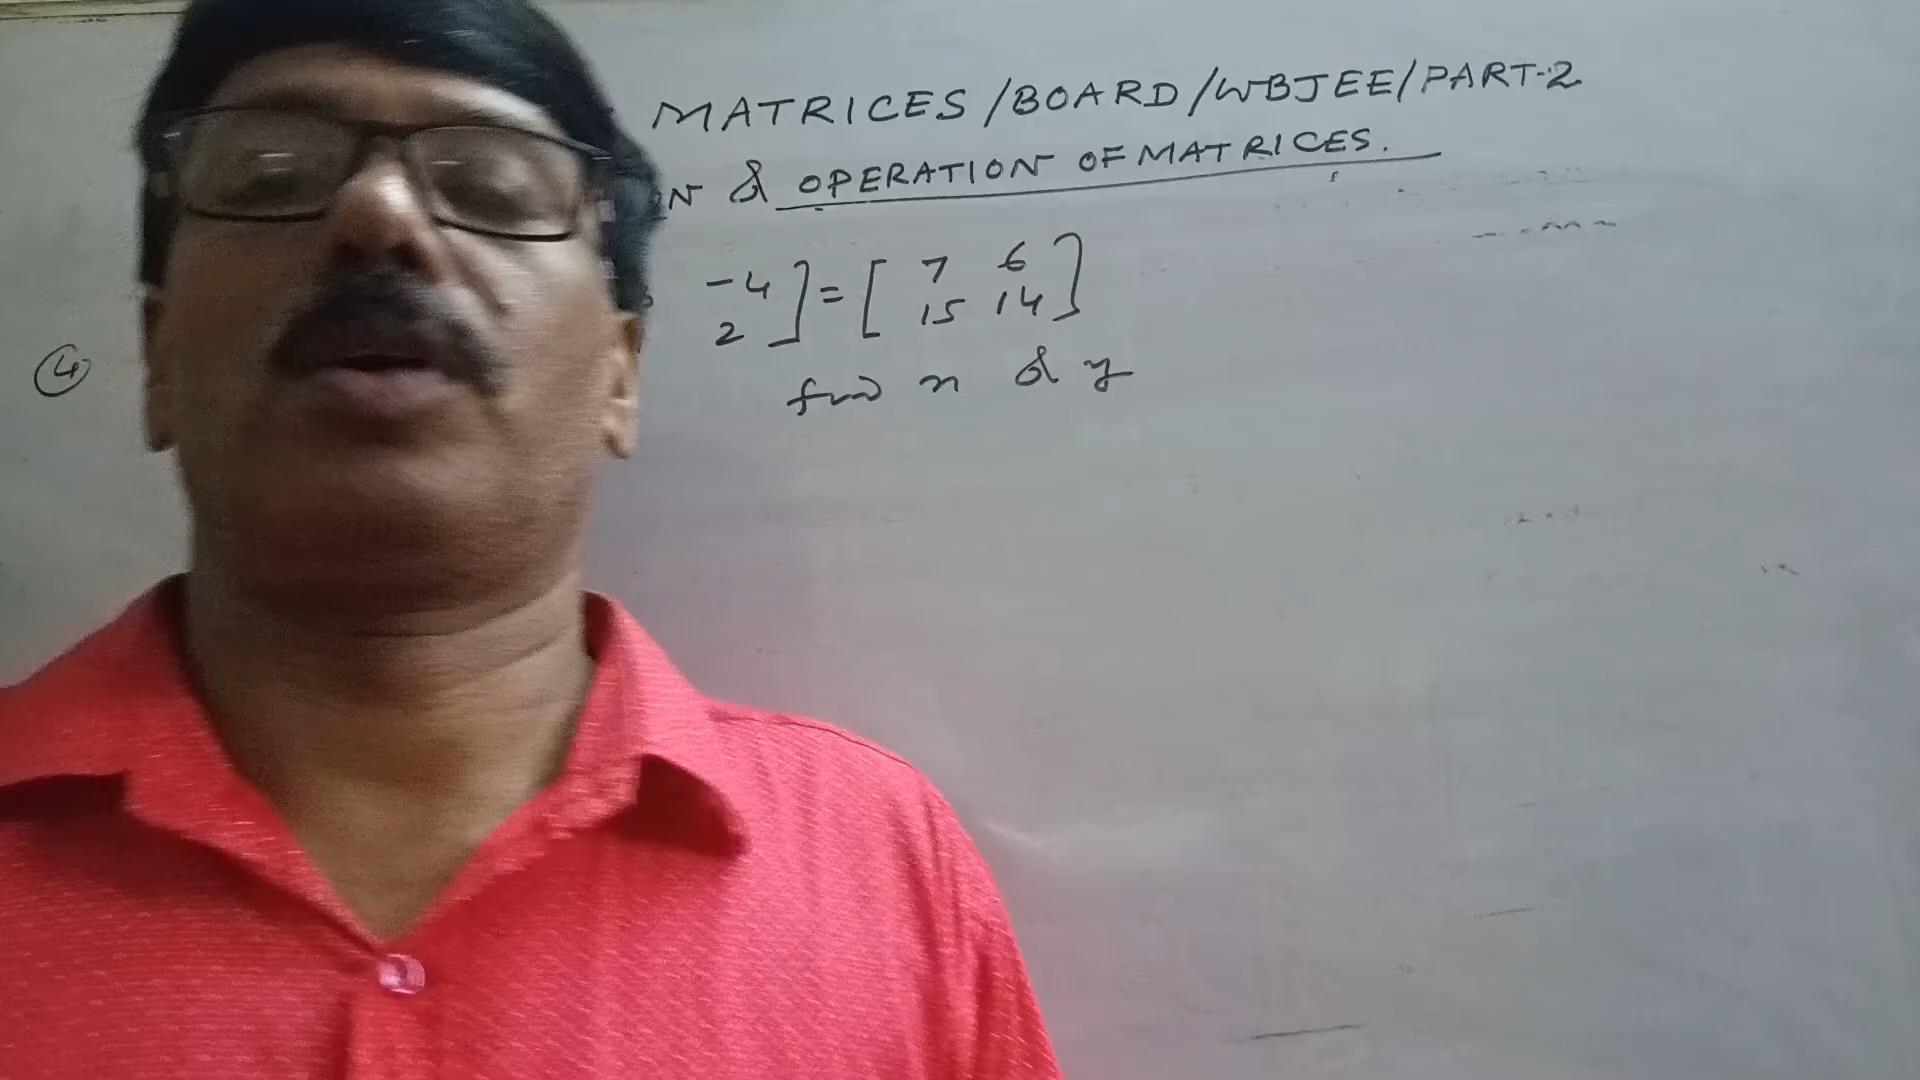 MATRICES/BOARD/WBJEE/PART-2
N & OPERATION OF MATRICES.
-4 ] = [ 7 6 ]
2 15 14
④
find x & y